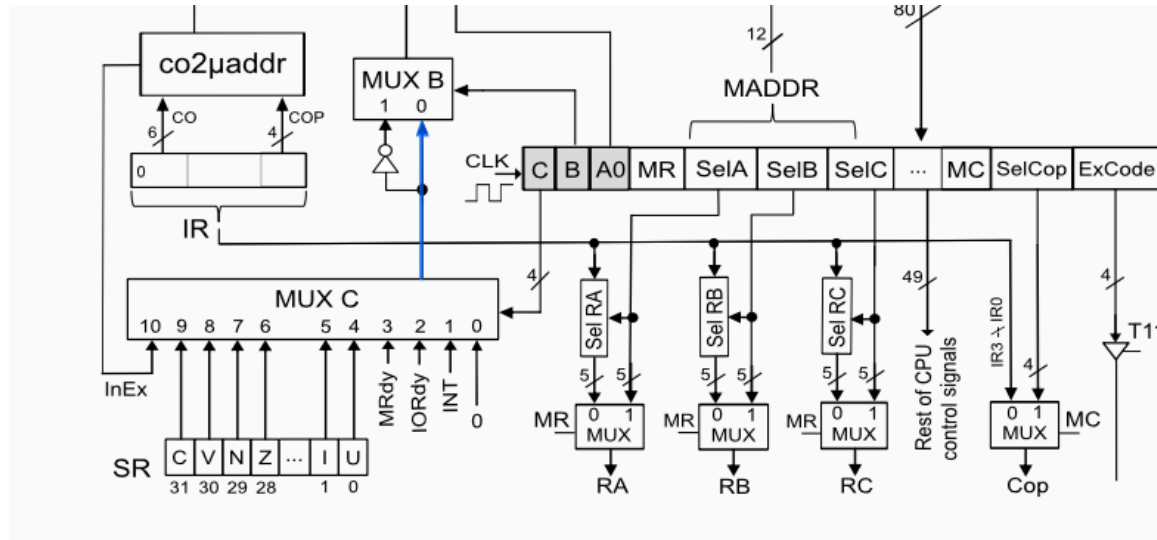 80
12
co2µaddr
MUX B
1 0
MADDR
CO
COP
6
4
CLK
C B A0 MR SelA SelB SelC ... MC SelCop ExCode
0
IR
4
49
4
MUX C
10 9 8 7 6 5 4 3 2 1 0
Sel RA
Sel RB
Sel RC
Rest of CPU
control signals
IR3 - IR0
T11
InEx
MRdy
IORdy
INT
0
5 5
5 5
5 5
4
MR 0 1
MUX
MR 0 1
MUX
MR 0 1
MUX
0 1 MC
MUX
SR
C V N Z ... I U
31 30 29 28 1 0
RA
RB
RC
Cop